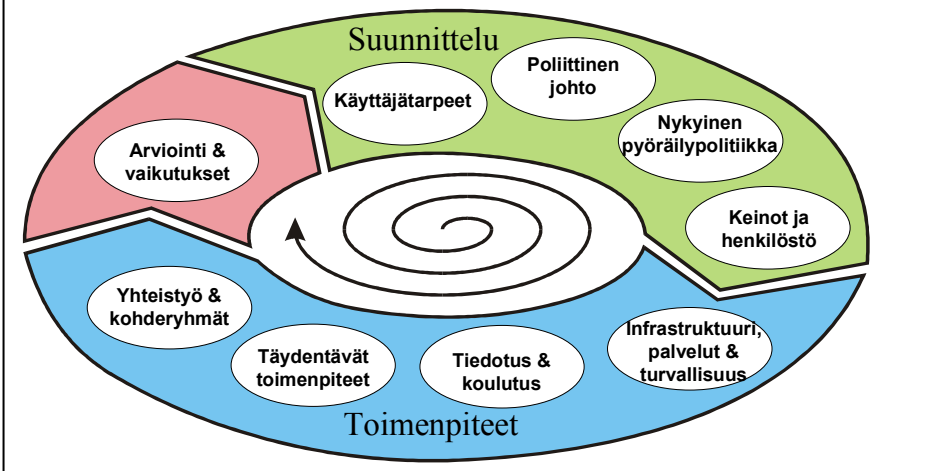 Suunnittelu
Käyttäjätarpeet
Poliittinen
johto
Nykyinen
pyöräilypolitiikka
Keinot ja
henkilöstö
Arviointi &
vaikutukset
Yhteistyö &
kohderyhmät
Täydentävät
toimenpiteet
Tiedotus &
koulutus
Infrastruktuuri,
palvelut &
turvallisuus
Toimenpiteet